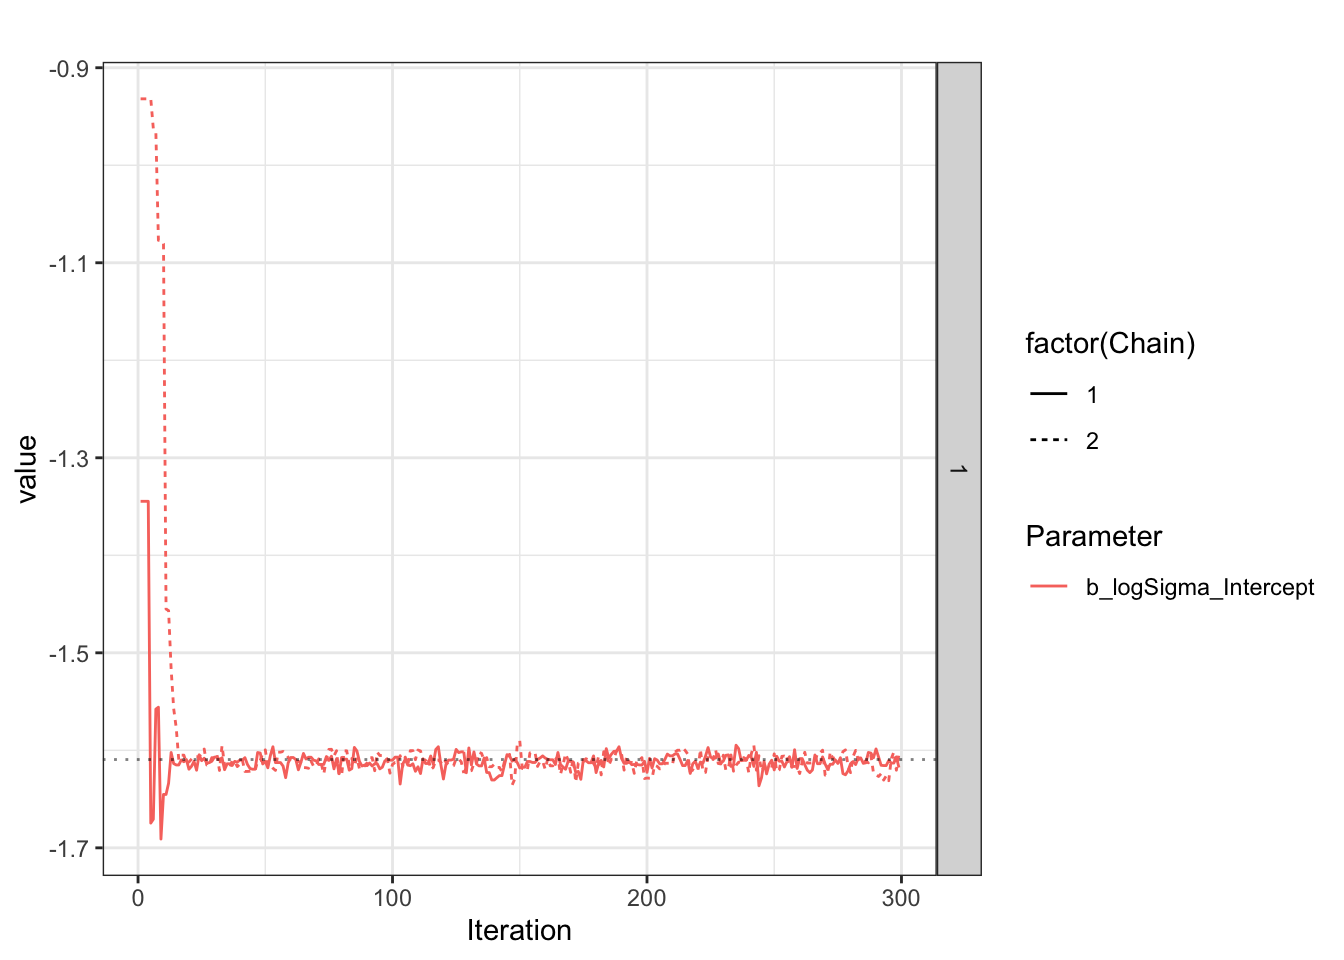 -0.9
-1.1
-1.3
-1.5
-1.7
value
0
100
200
300
Iteration
1
factor(Chain)
1
2
Parameter
b_logSigma_Intercept